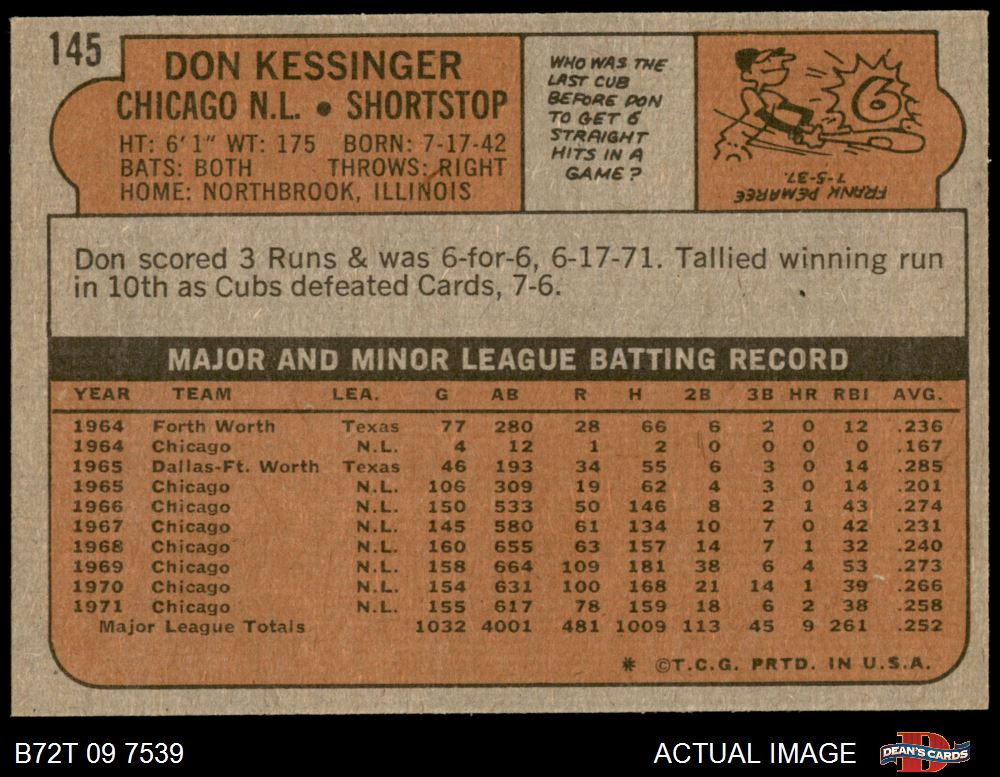 145
DON KESSINGER
CHICAGO N.L. • SHORTSTOP
HT: 6'1" WT: 175 BORN: 7-17-42
BATS: BOTH THROWS: RIGHT
HOME: NORTHBROOK, ILLINOIS
WHO WAS THE
LAST CUB
BEFORE DON
TO GET 6
STRAIGHT
HITS IN A
GAME?
6
FRANK DEMAREE
7-5-37.
Don scored 3 Runs & was 6-for-6, 6-17-71. Tallied winning run
in 10th as Cubs defeated Cards, 7-6.
MAJOR AND MINOR LEAGUE BATTING RECORD
YEAR TEAM LEA. G AB R H 2B 3B HR RBI AVG.
1964 Forth Worth Texas 77 280 28 66 6 2 0 12 .236
1964 Chicago N.L. 4 12 1 2 0 0 0 0 .167
1965 Dallas-Ft. Worth Texas 46 193 34 55 6 3 0 14 .285
1965 Chicago N.L. 106 309 19 62 4 3 0 14 .201
1966 Chicago N.L. 150 533 50 146 8 2 1 43 .274
1967 Chicago N.L. 145 580 61 134 10 7 0 42 .231
1968 Chicago N.L. 160 655 63 157 14 7 1 32 .240
1969 Chicago N.L. 158 664 109 181 38 6 4 53 .273
1970 Chicago N.L. 154 631 100 168 21 14 1 39 .266
1971 Chicago N.L. 155 617 78 159 18 6 2 38 .258
Major League Totals 1032 4001 481 1009 113 45 9 261 .252
* ©T.C.G. PRTD. IN U.S.A.
B72T 09 7539
ACTUAL IMAGE
D
DEAN'S CARDS